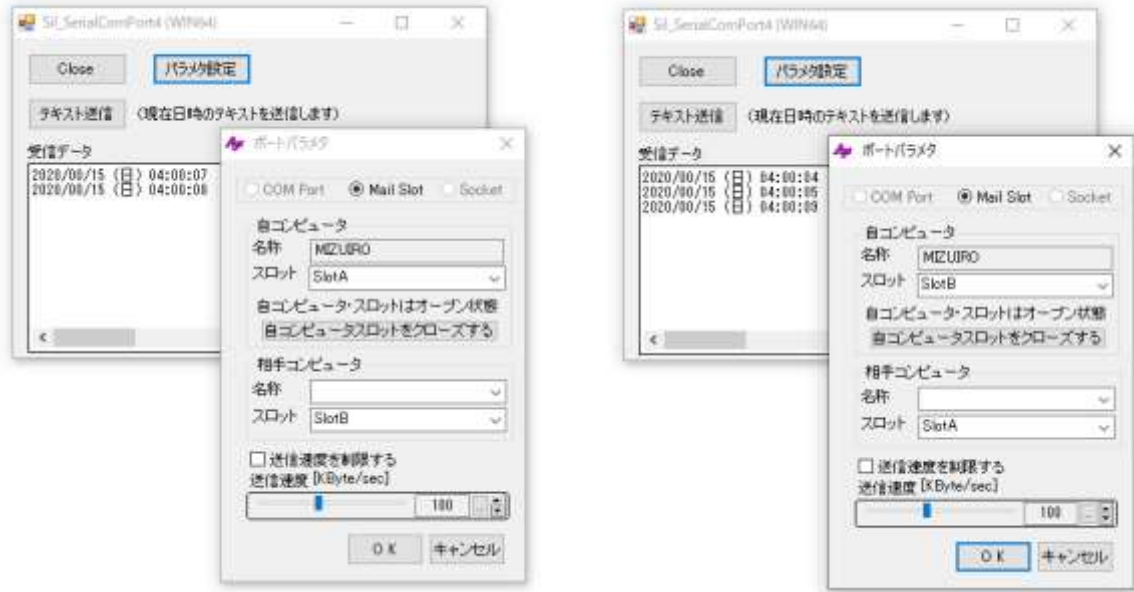 Sil_SerialComPort4 (WIN64)
Close
パラメタ設定
テキスト送信 (現在日時のテキストを送信します)
受信データ
2020/00/15 (日) 04:00:07
2020/00/15 (日) 04:00:08
ポートパラメタ
COM Port Mail Slot Socket
自コンピュータ
名称 MIZUIRO
スロット SlotA
自コンピュータ・スロットはオープン状態
自コンピュータスロットをクローズする
相手コンピュータ
名称
スロット SlotB
送信速度を制限する
送信速度 [KByte/sec]
100 ...
OK キャンセル
Sil_SerialComPort4 (WIN64)
Close
パラメタ設定
テキスト送信 (現在日時のテキストを送信します)
受信データ
2020/00/15 (日) 04:00:04
2020/00/15 (日) 04:00:05
2020/00/15 (日) 04:00:09
ポートパラメタ
COM Port Mail Slot Socket
自コンピュータ
名称 MIZUIRO
スロット SlotB
自コンピュータ・スロットはオープン状態
自コンピュータスロットをクローズする
相手コンピュータ
名称
スロット SlotA
送信速度を制限する
送信速度 [KByte/sec]
100 ...
OK キャンセル